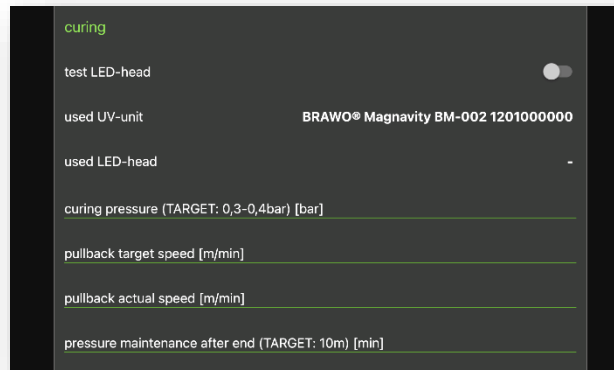 curing
test LED-head
used UV-unit BRAWO® Magnavity BM-002 1201000000
used LED-head -
curing pressure (TARGET: 0,3-0,4bar) [bar]
pullback target speed [m/min]
pullback actual speed [m/min]
pressure maintenance after end (TARGET: 10m) [min]